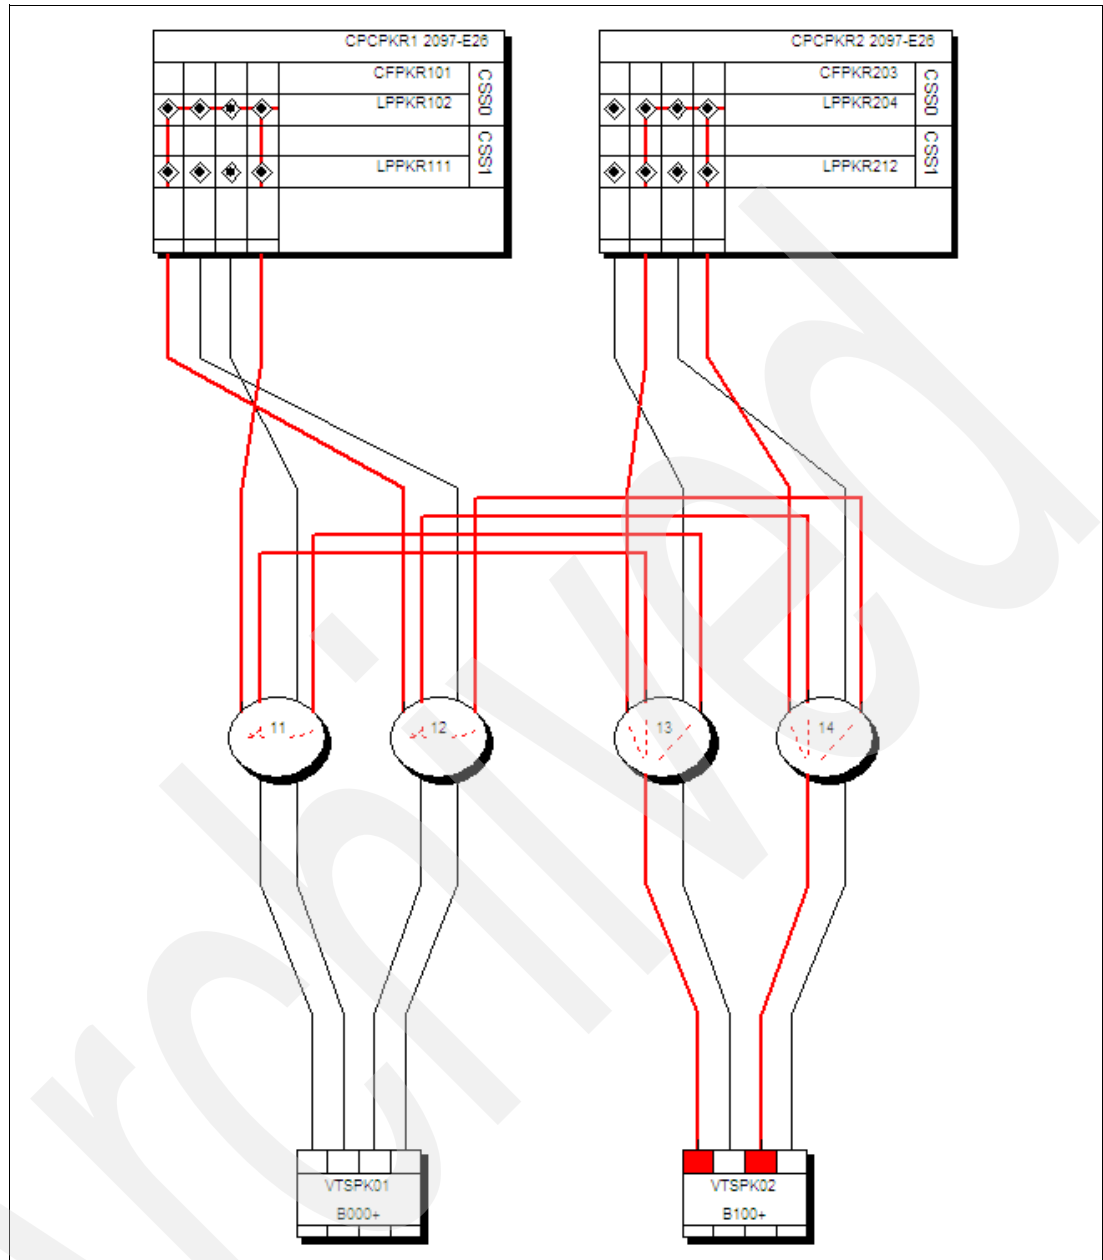 CPCPKR1 2097-E26
CFPKR101
LPPKR102
CSS0
LPPKR111
CSS1
CPCPKR2 2097-E26
CFPKR203
LPPKR204
CSS0
LPPKR212
CSS1
11
12
13
14
VTSPK01
B000+
VTSPK02
B100+
Archived